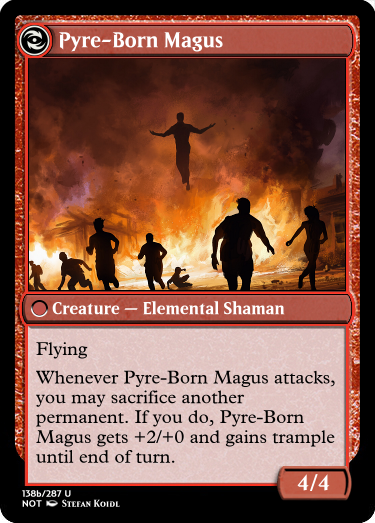 Pyre-Born Magus
Creature — Elemental Shaman
Flying
Whenever Pyre-Born Magus attacks,
you may sacrifice another
permanent. If you do, Pyre-Born
Magus gets +2/+0 and gains trample
until end of turn.
4/4
138b/287 U
NOT Stefan Koidl